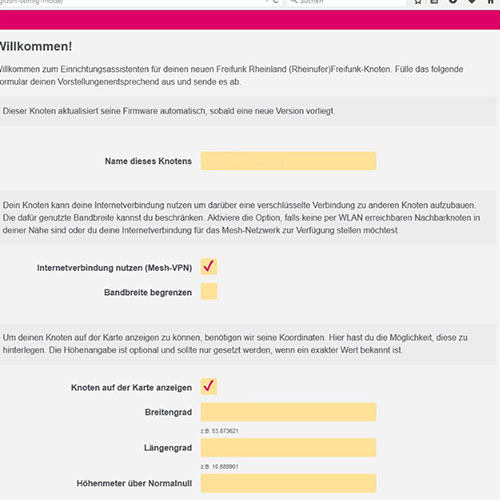 Suchen
Willkommen!
Willkommen zum Einrichtungsassistenten für deinen neuen Freifunk Rheinland (Rheinufer)Freifunk-Knoten. Fülle das folgende
ormular deinen Vorstellungenentsprechend aus und sende es ab.
Dieser Knoten aktualisiert seine Firmware automatisch, sobald eine neue Version vorliegt.
Name dieses Knotens
Dein Knoten kann deine Internetverbindung nutzen um darüber eine verschlüsselte Verbindung zu anderen Knoten aufzubauen.
Die dafür genutzte Bandbreite kannst du beschränken. Aktiviere die Option, falls keine per WLAN erreichbaren Nachbarknoten in
deiner Nähe sind oder du deine Internetverbindung für das Mesh-Netzwerk zur Verfügung stellen möchtest.
Internetverbindung nutzen (Mesh-VPN)
Bandbreite begrenzen
Um deinen Knoten auf der Karte anzeigen zu können, benötigen wir seine Koordinaten. Hier hast du die Möglichkeit, diese zu
hinterlegen. Die Höhenangabe ist optional und sollte nur gesetzt werden, wenn ein exakter Wert bekannt ist.
Knoten auf der Karte anzeigen
Breitengrad
z.B. 53.873621
Längengrad
z.B. 10.689901
Höhenmeter über Normalnull